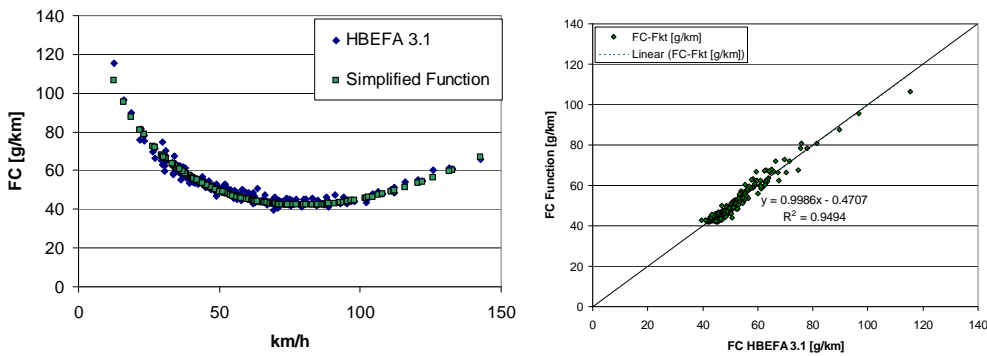 140
120
100
80
60
40
20
0
FC [g/km]
0
50
100
150
km/h
HBEFA 3.1
Simplified Function
140
120
100
80
60
40
20
0
FC Function [g/km]
FC-Fkt [g/km]
Linear (FC-Fkt [g/km])
y = 0.9986x - 0.4707
R² = 0.9494
0
20
40
60
80
100
120
140
FC HBEFA 3.1 [g/km]